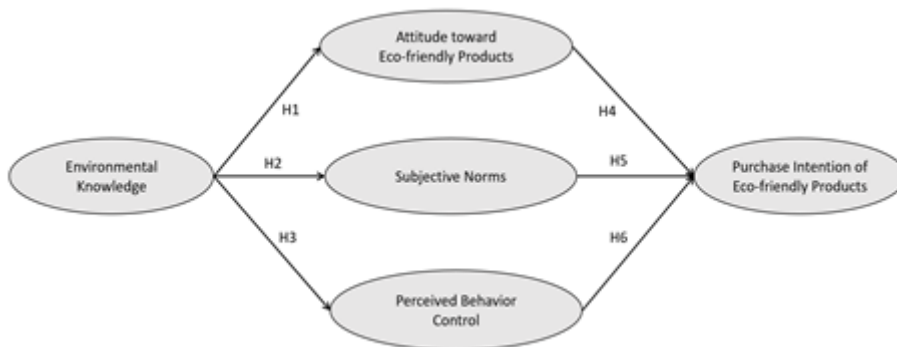 Attitude toward
Eco-friendly Products
H1
H4
Environmental
Knowledge
H2
Subjective Norms
H5
Purchase Intention of
Eco-friendly Products
H3
H6
Perceived Behavior
Control